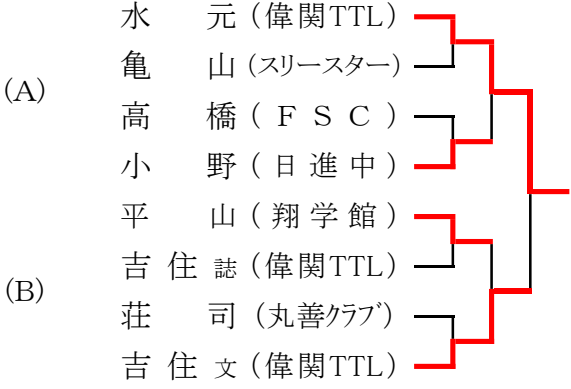 水 元 (偉関TTL)
亀 山 (スリースター)
(A)
高 橋 ( F S C )
小 野 ( 日 進 中 )
平 山 ( 翔 学 館 )
吉 住 誌 (偉関TTL)
(B)
荘 司 (丸善ｸﾗﾌﾞ)
吉 住 文 (偉関TTL)